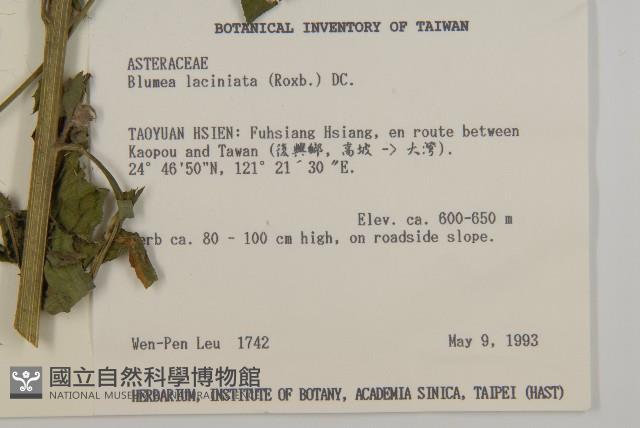 BOTANICAL INVENTORY OF TAIWAN
ASTERACEAE
Blumea laciniata (Roxb.) DC.
TAOYUAN HSIEN: Fuhsiang Hsiang, en route between
Kaopou and Tawan (復興鄉, 高坡 -> 大灣).
24° 46'50"N, 121° 21´30 "E.
Elev. ca. 600-650 m
erb ca. 80 - 100 cm high, on roadside slope.
Wen-Pen Leu 1742 May 9, 1993
國立自然科學博物館
NATIONAL MUSEUM
HERBARIUM, INSTITUTE OF BOTANY, ACADEMIA SINICA, TAIPEI (HAST)